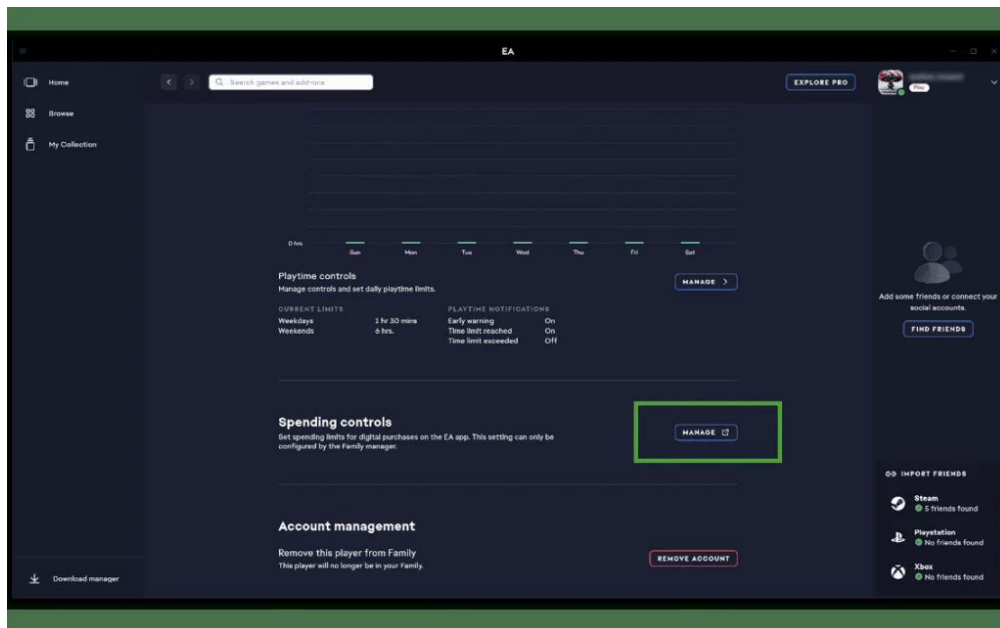 EA
Home
Search games and add-ons
EXPLORE PRO
Play
Browse
My Collection
0 hrs
Sun Mon Tue Wed Thu Fri Sat
Playtime controls
Manage controls and set daily playtime limits.
MANAGE
CURRENT LIMITS PLAYTIME NOTIFICATIONS
Weekdays 1 hr 30 mins Early warning On
Weekends 6 hrs. Time limit reached On
Time limit exceeded Off
Add some friends or connect your
social accounts.
FIND FRIENDS
Spending controls
Set spending limits for digital purchases on the EA app. This setting can only be
configured by the Family manager.
MANAGE
Account management
Remove this player from Family
This player will no longer be in your Family.
REMOVE ACCOUNT
IMPORT FRIENDS
Steam
5 friends found
Playstation
No friends found
Xbox
No friends found
Download manager